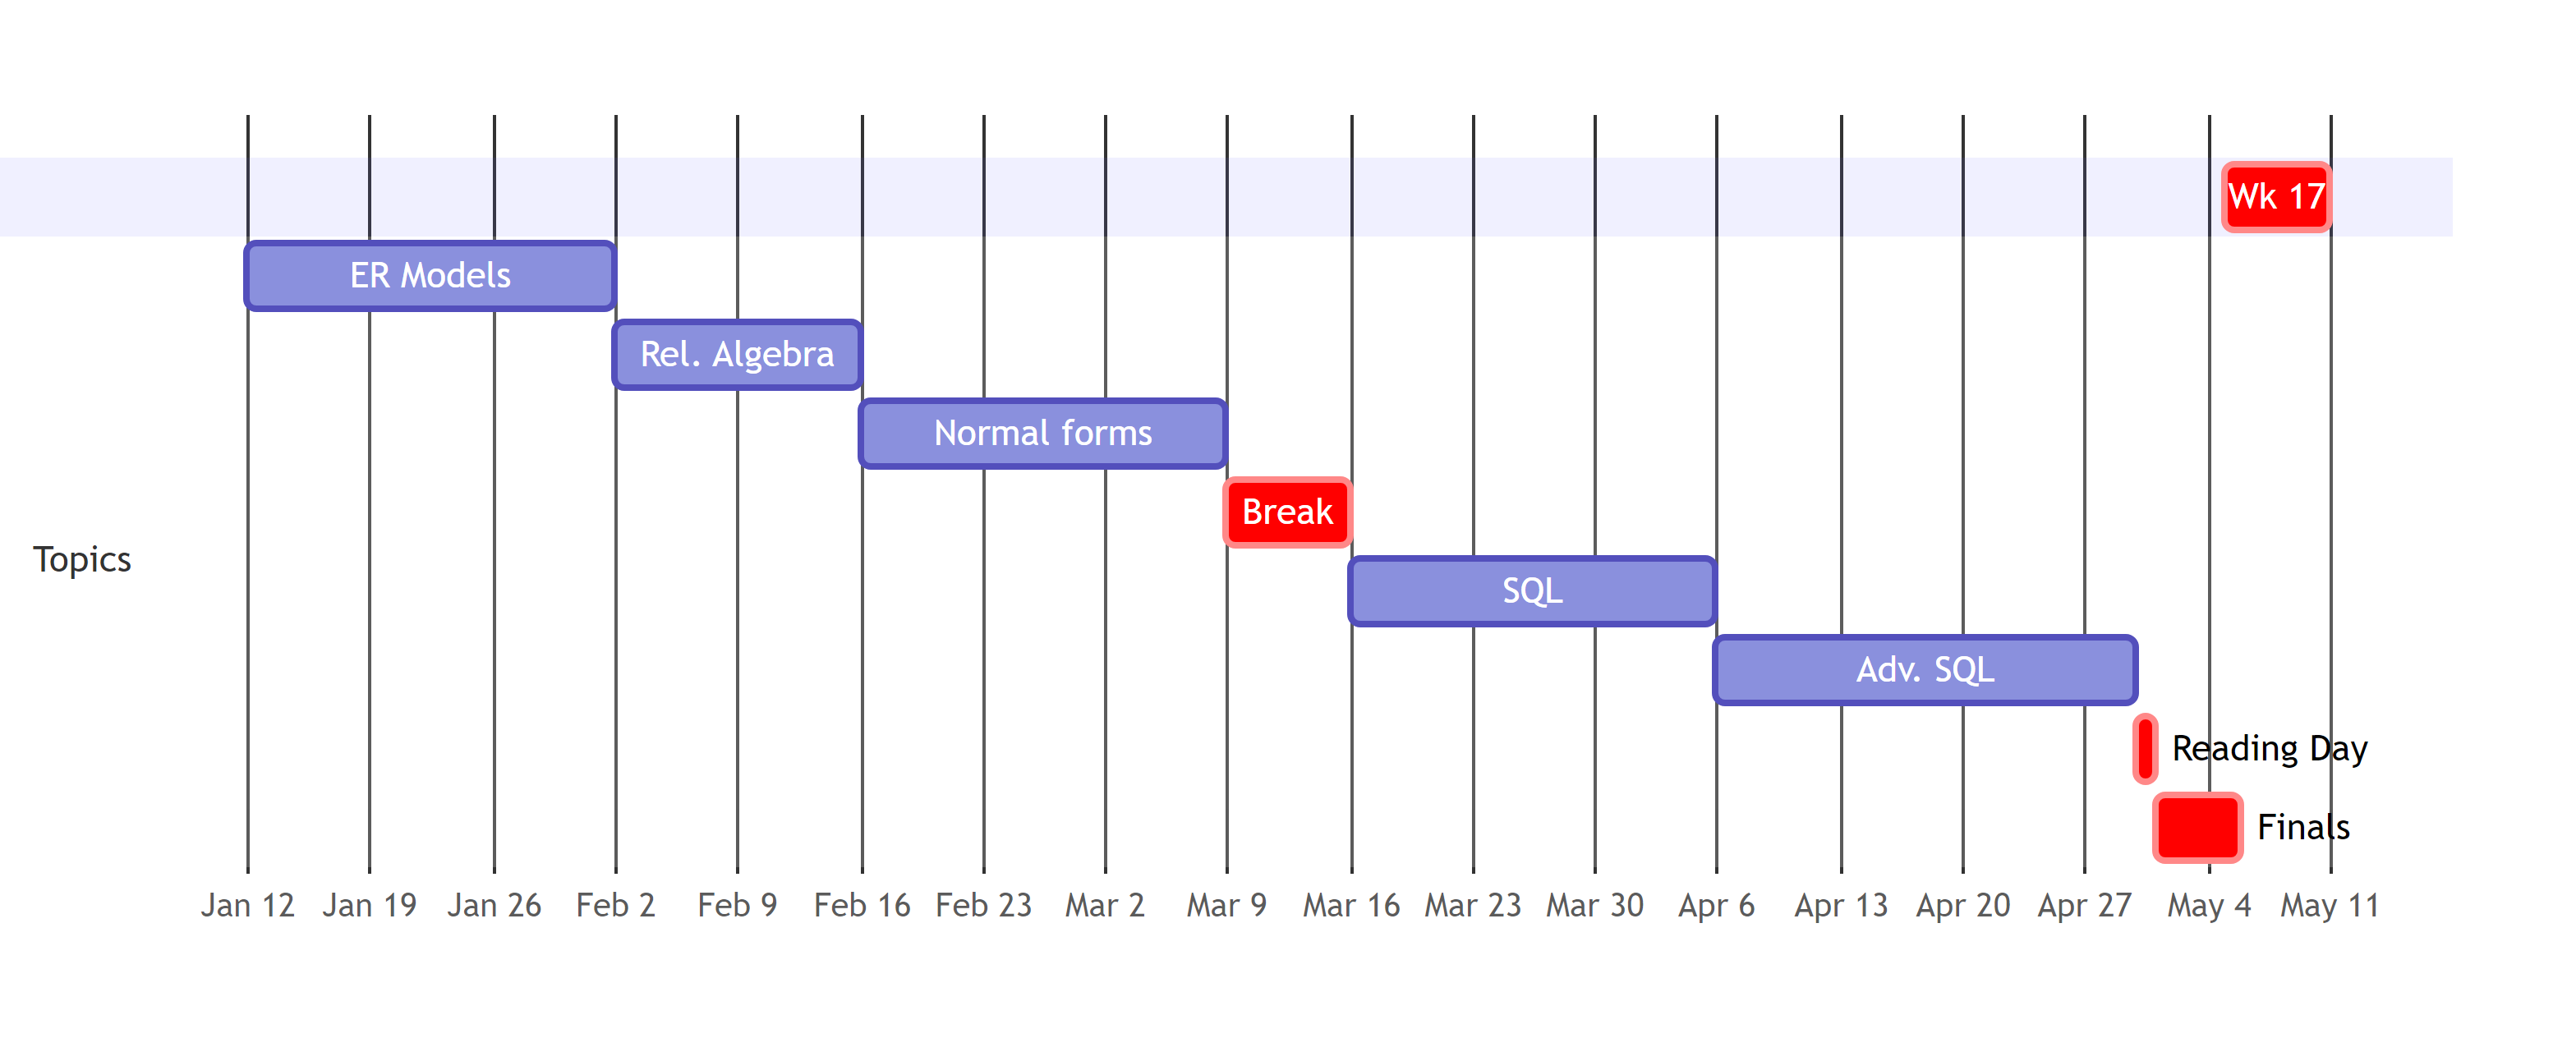 Wk 17
ER Models
Rel. Algebra
Normal forms
Break
Topics
SQL
Adv. SQL
Reading Day
Finals
Jan 12 Jan 19 Jan 26 Feb 2 Feb 9 Feb 16 Feb 23 Mar 2 Mar 9 Mar 16 Mar 23 Mar 30 Apr 6 Apr 13 Apr 20 Apr 27 May 4 May 11